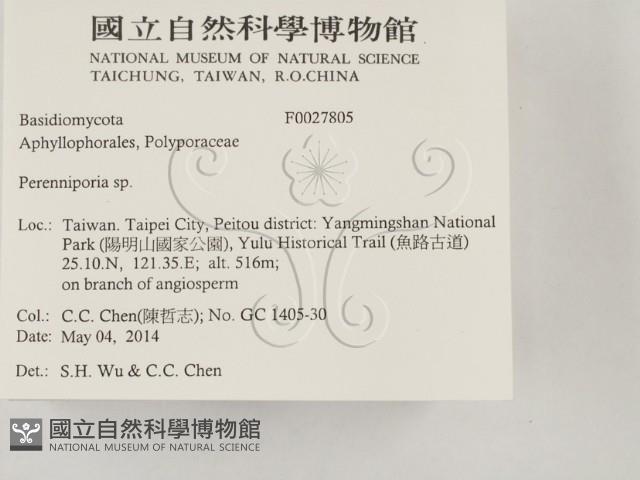 國立自然科學博物館
NATIONAL MUSEUM OF NATURAL SCIENCE
TAICHUNG, TAIWAN, R.O.CHINA
Basidiomycota F0027805
Aphyllophorales, Polyporaceae
Perenniporia sp.
Loc.: Taiwan. Taipei City, Peitou district: Yangmingshan National
Park (陽明山國家公園), Yulu Historical Trail (魚路古道)
25.10.N, 121.35.E; alt. 516m;
on branch of angiosperm
Col.: C.C. Chen(陳哲志); No. GC 1405-30
Date: May 04, 2014
Det.: S.H. Wu & C.C. Chen
國立自然科學博物館
NATIONAL MUSEUM OF NATURAL SCIENCE